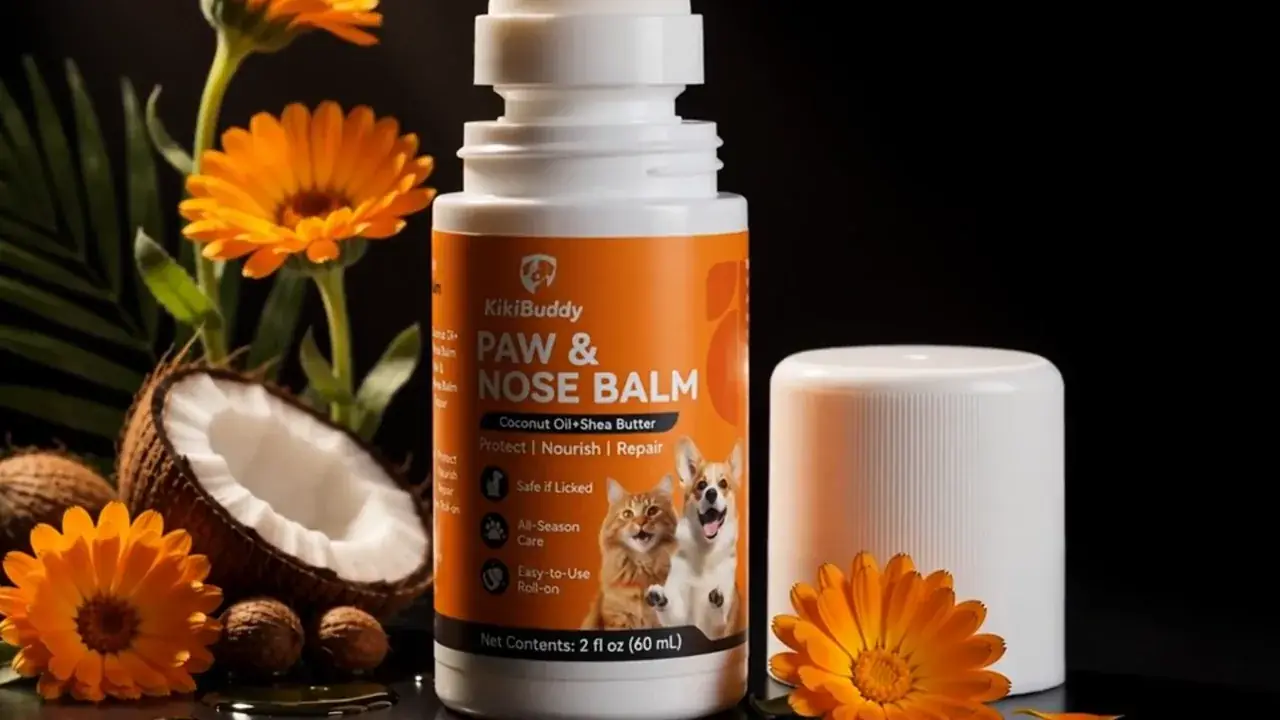 KikiBuddy
PAW &
NOSE BALM
Coconut Oil+Shea Butter
Protect | Nourish | Repair
Safe if Licked
All-Season
Care
Easy-to-Use
Roll-on
Net Contents: 2 fl oz (60 mL)